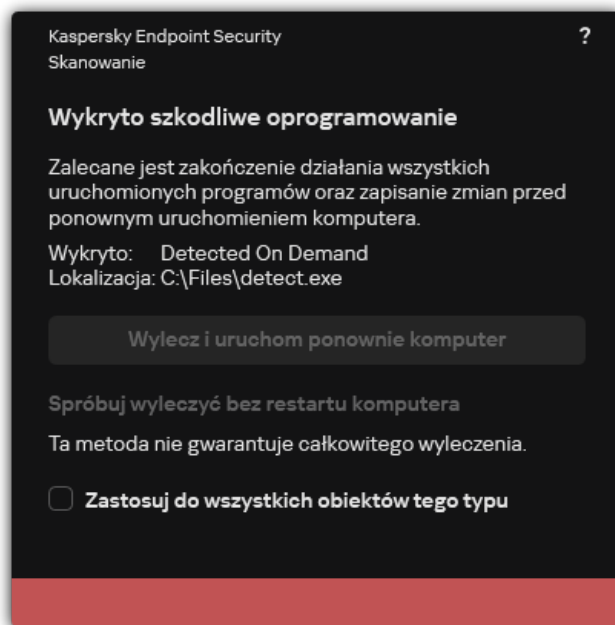 Kaspersky Endpoint Security
?
Skanowanie
Wykryto szkodliwe oprogramowanie
Zalecane jest zakończenie działania wszystkich
uruchomionych programów oraz zapisanie zmian przed
ponownym uruchomieniem komputera.
Wykryto: Detected On Demand
Lokalizacja: C:\Files\detect.exe
Wylecz i uruchom ponownie komputer
Spróbuj wyleczyć bez restartu komputera
Ta metoda nie gwarantuje całkowitego wyleczenia.
Zastosuj do wszystkich obiektów tego typu